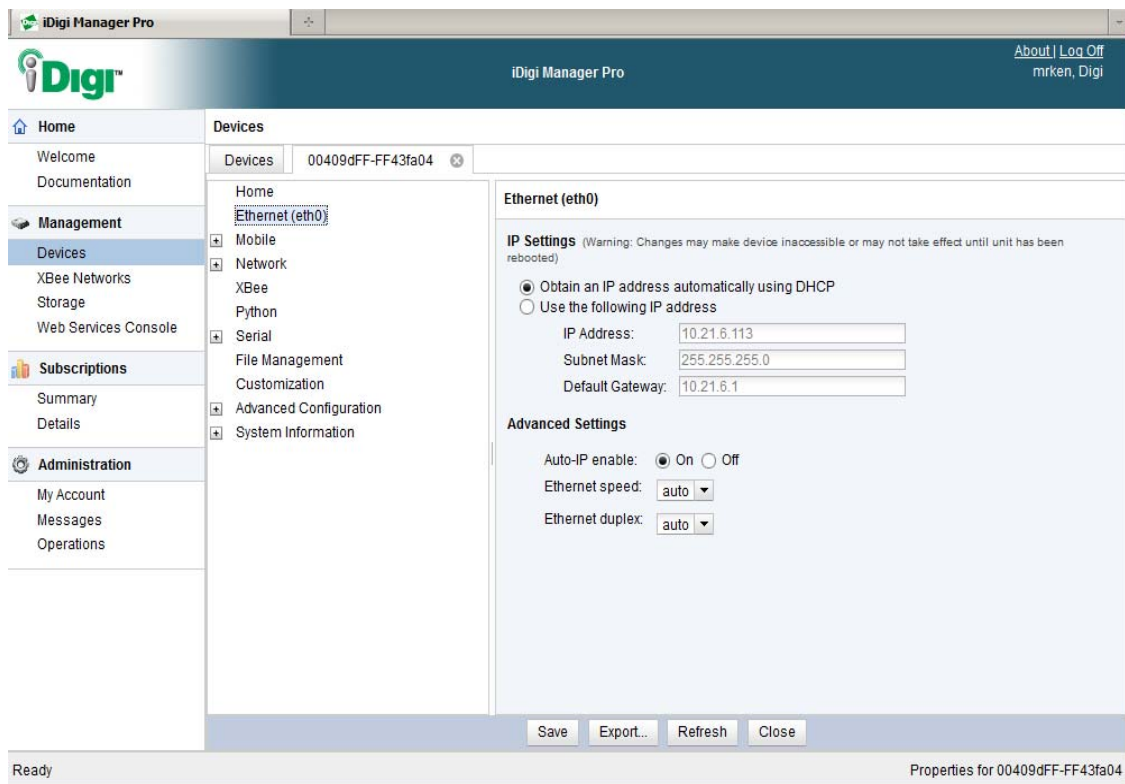 iDigi Manager Pro
iDigi™
iDigi Manager Pro
About | Log Off
mrken, Digi
Home
Welcome
Documentation
Management
Devices
XBee Networks
Storage
Web Services Console
Subscriptions
Summary
Details
Administration
My Account
Messages
Operations
Devices
Devices
00409dFF-FF43fa04
Home
Ethernet (eth0)
Mobile
Network
XBee
Python
Serial
File Management
Customization
Advanced Configuration
System Information
Ethernet (eth0)
IP Settings (Warning: Changes may make device inaccessible or may not take effect until unit has been
rebooted)
Obtain an IP address automatically using DHCP
Use the following IP address
IP Address: 10.21.6.113
Subnet Mask: 255.255.255.0
Default Gateway: 10.21.6.1
Advanced Settings
Auto-IP enable: On Off
Ethernet speed: auto
Ethernet duplex: auto
Save Export... Refresh Close
Ready
Properties for 00409dFF-FF43fa04